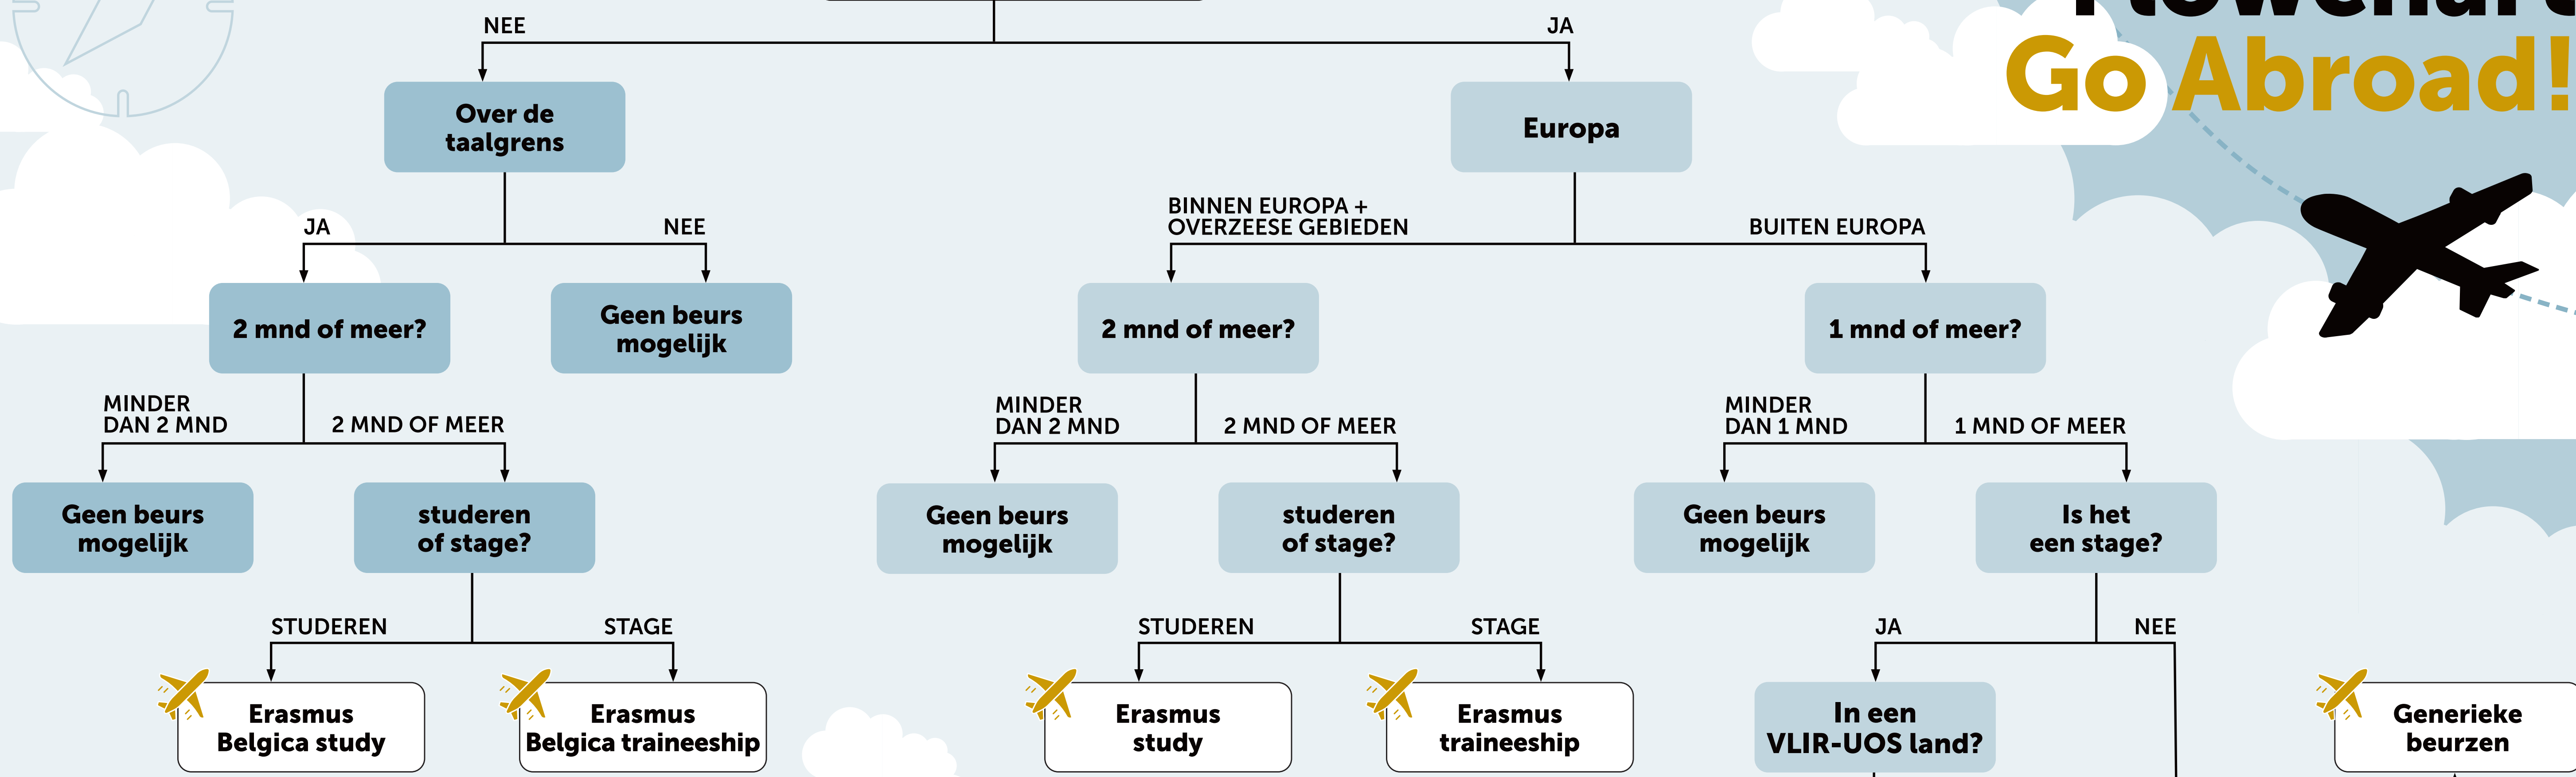 Flowchart
Go Abroad!
NEE
JA
Over de
taalgrens
Europa
JA
NEE
BINNEN EUROPA +
OVERZEESE GEBIEDEN
BUITEN EUROPA
2 mnd of meer?
Geen beurs
mogelijk
2 mnd of meer?
1 mnd of meer?
MINDER
DAN 2 MND
2 MND OF MEER
MINDER
DAN 2 MND
2 MND OF MEER
MINDER
DAN 1 MND
1 MND OF MEER
Geen beurs
mogelijk
studeren
of stage?
Geen beurs
mogelijk
studeren
of stage?
Geen beurs
mogelijk
Is het
een stage?
STUDEREN
STAGE
STUDEREN
STAGE
JA
NEE
Erasmus
Belgica study
Erasmus
Belgica traineeship
Erasmus
study
Erasmus
traineeship
In een
VLIR-UOS land?
Generieke
beurzen